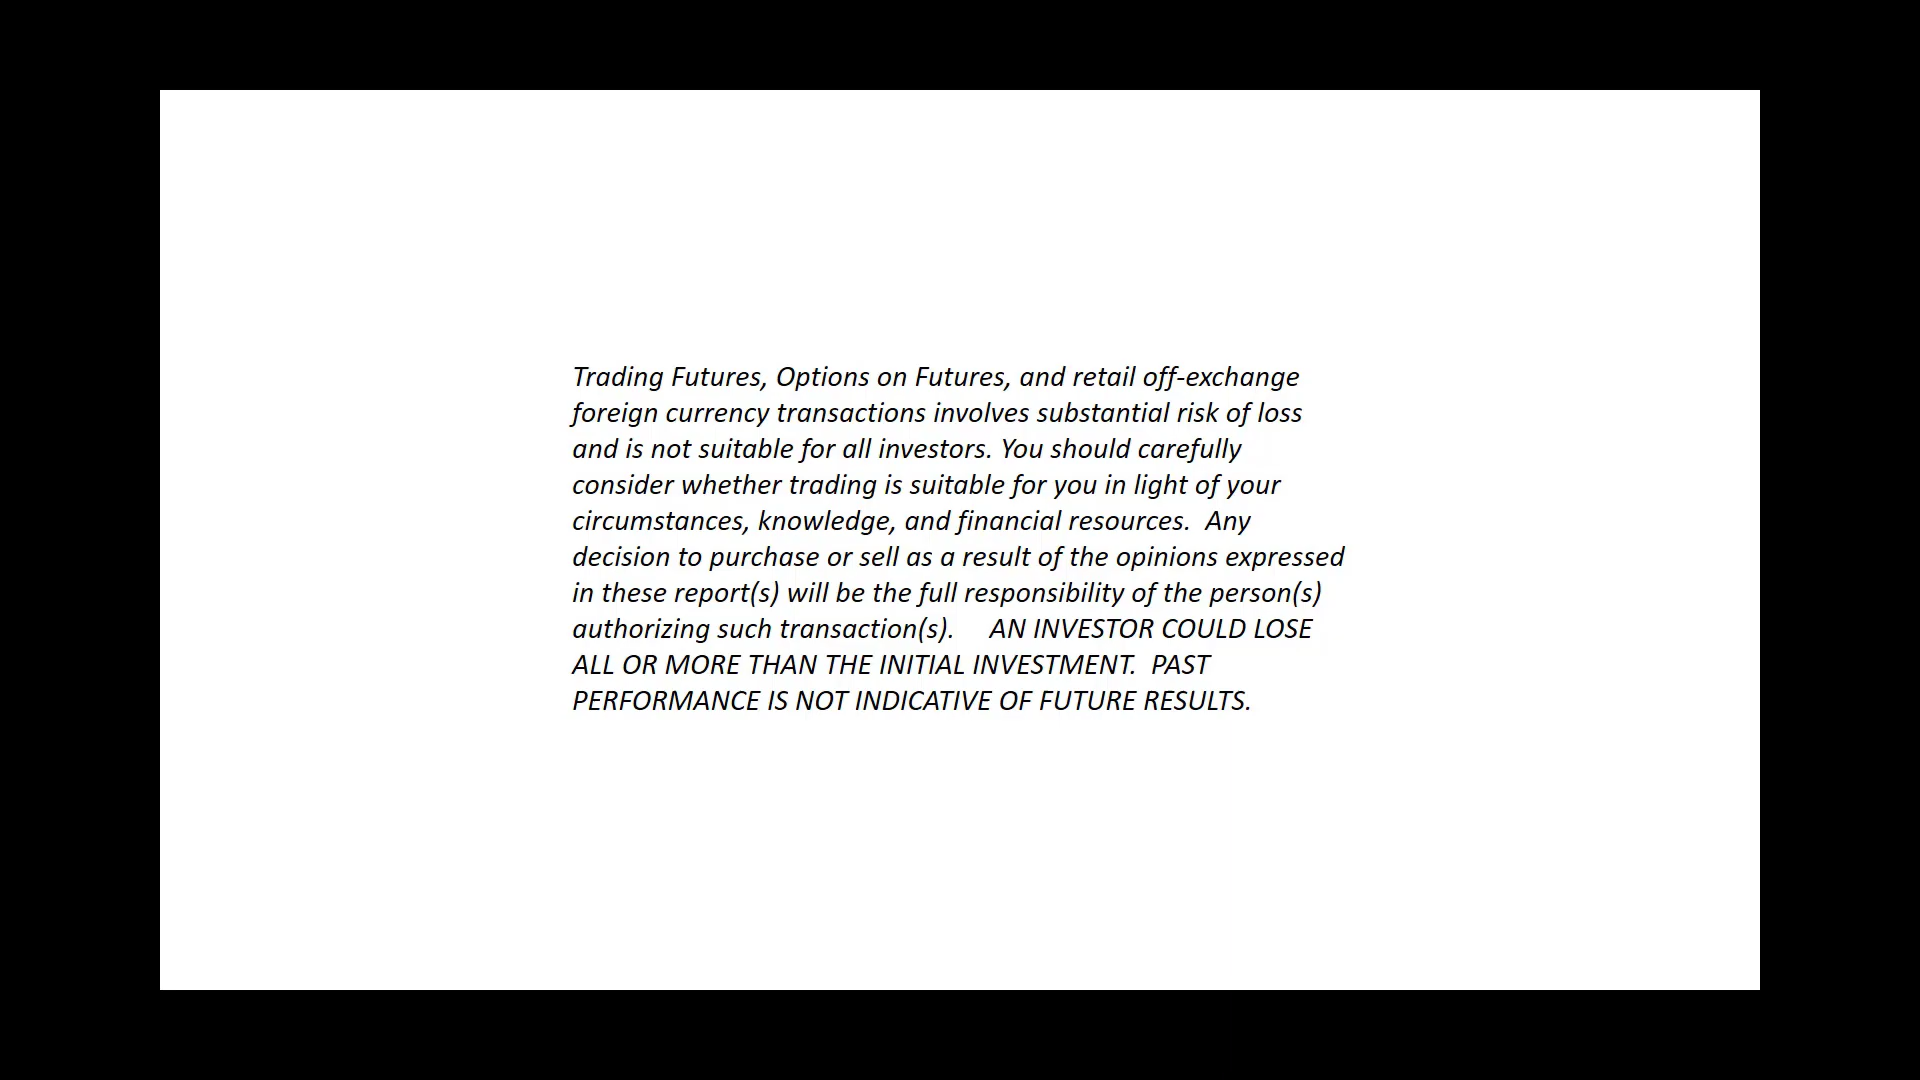 Trading Futures, Options on Futures, and retail off-exchange
foreign currency transactions involves substantial risk of loss
and is not suitable for all investors. You should carefully
consider whether trading is suitable for you in light of your
circumstances, knowledge, and financial resources.  Any
decision to purchase or sell as a result of the opinions expressed
in these report(s) will be the full responsibility of the person(s)
authorizing such transaction(s).     AN INVESTOR COULD LOSE
ALL OR MORE THAN THE INITIAL INVESTMENT.  PAST
PERFORMANCE IS NOT INDICATIVE OF FUTURE RESULTS.